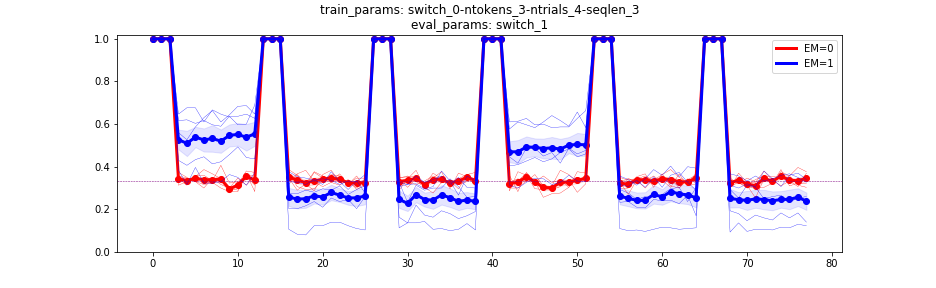 train_params: switch_0-ntokens_3-ntrials_4-seqlen_3
eval_params: switch_1
1.0
0.8
0.6
0.4
0.2
0.0
EM=0
EM=1
0 10 20 30 40 50 60 70 80